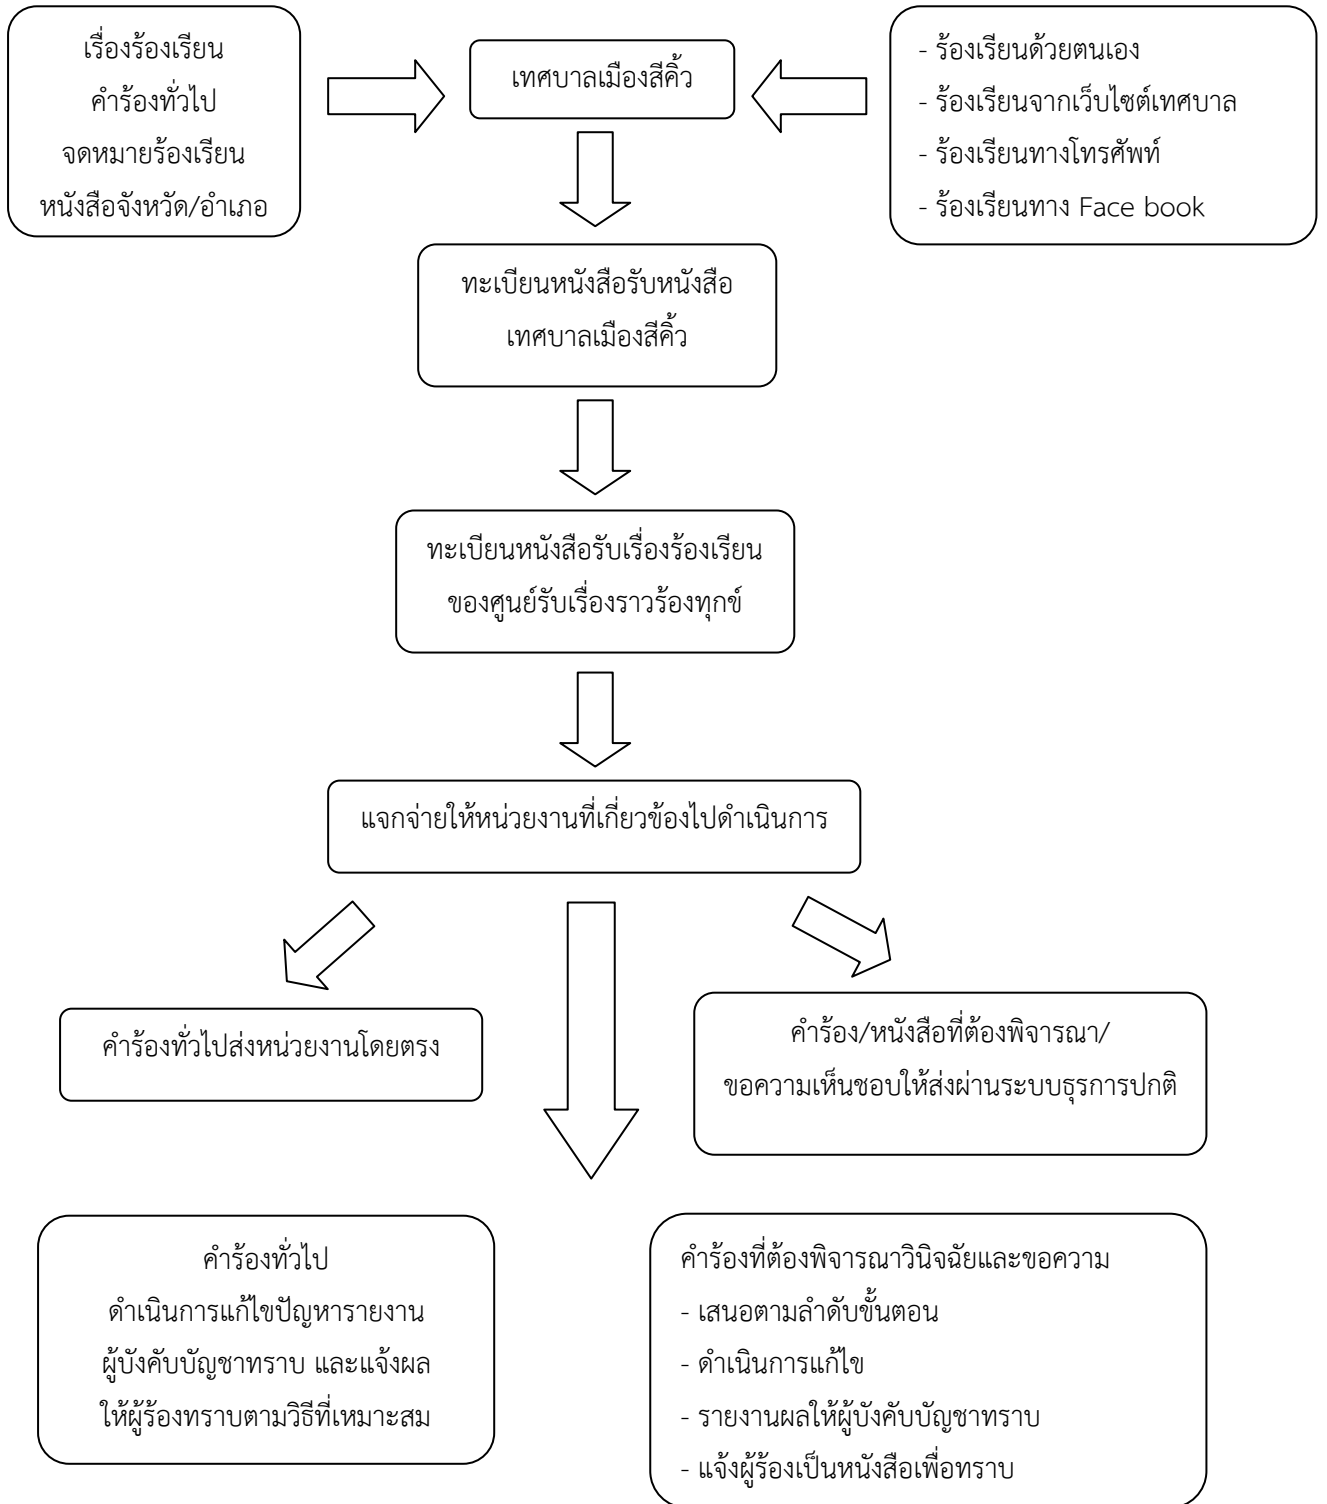 เรื่องร้องเรียน
คำร้องทั่วไป
จดหมายร้องเรียน
หนังสือจังหวัด/อำเภอ
เทศบาลเมืองสีคิ้ว
- ร้องเรียนด้วยตนเอง
- ร้องเรียนจากเว็บไซต์เทศบาล
- ร้องเรียนทางโทรศัพท์
- ร้องเรียนทาง Face book
ทะเบียนหนังสือรับหนังสือ
เทศบาลเมืองสีคิ้ว
ทะเบียนหนังสือรับเรื่องร้องเรียน
ของศูนย์รับเรื่องราวร้องทุกข์
แจกจ่ายให้หน่วยงานที่เกี่ยวข้องไปดำเนินการ
คำร้องทั่วไปส่งหน่วยงานโดยตรง
คำร้อง/หนังสือที่ต้องพิจารณา/
ขอความเห็นชอบให้ส่งผ่านระบบธุรการปกติ
คำร้องทั่วไป
ดำเนินการแก้ไขปัญหารายงาน
ผู้บังคับบัญชาทราบ และแจ้งผล
ให้ผู้ร้องทราบตามวิธีที่เหมาะสม
คำร้องที่ต้องพิจารณาวินิจฉัยและขอความ
- เสนอตามลำดับขั้นตอน
- ดำเนินการแก้ไข
- รายงานผลให้ผู้บังคับบัญชาทราบ
- แจ้งผู้ร้องเป็นหนังสือเพื่อทราบ